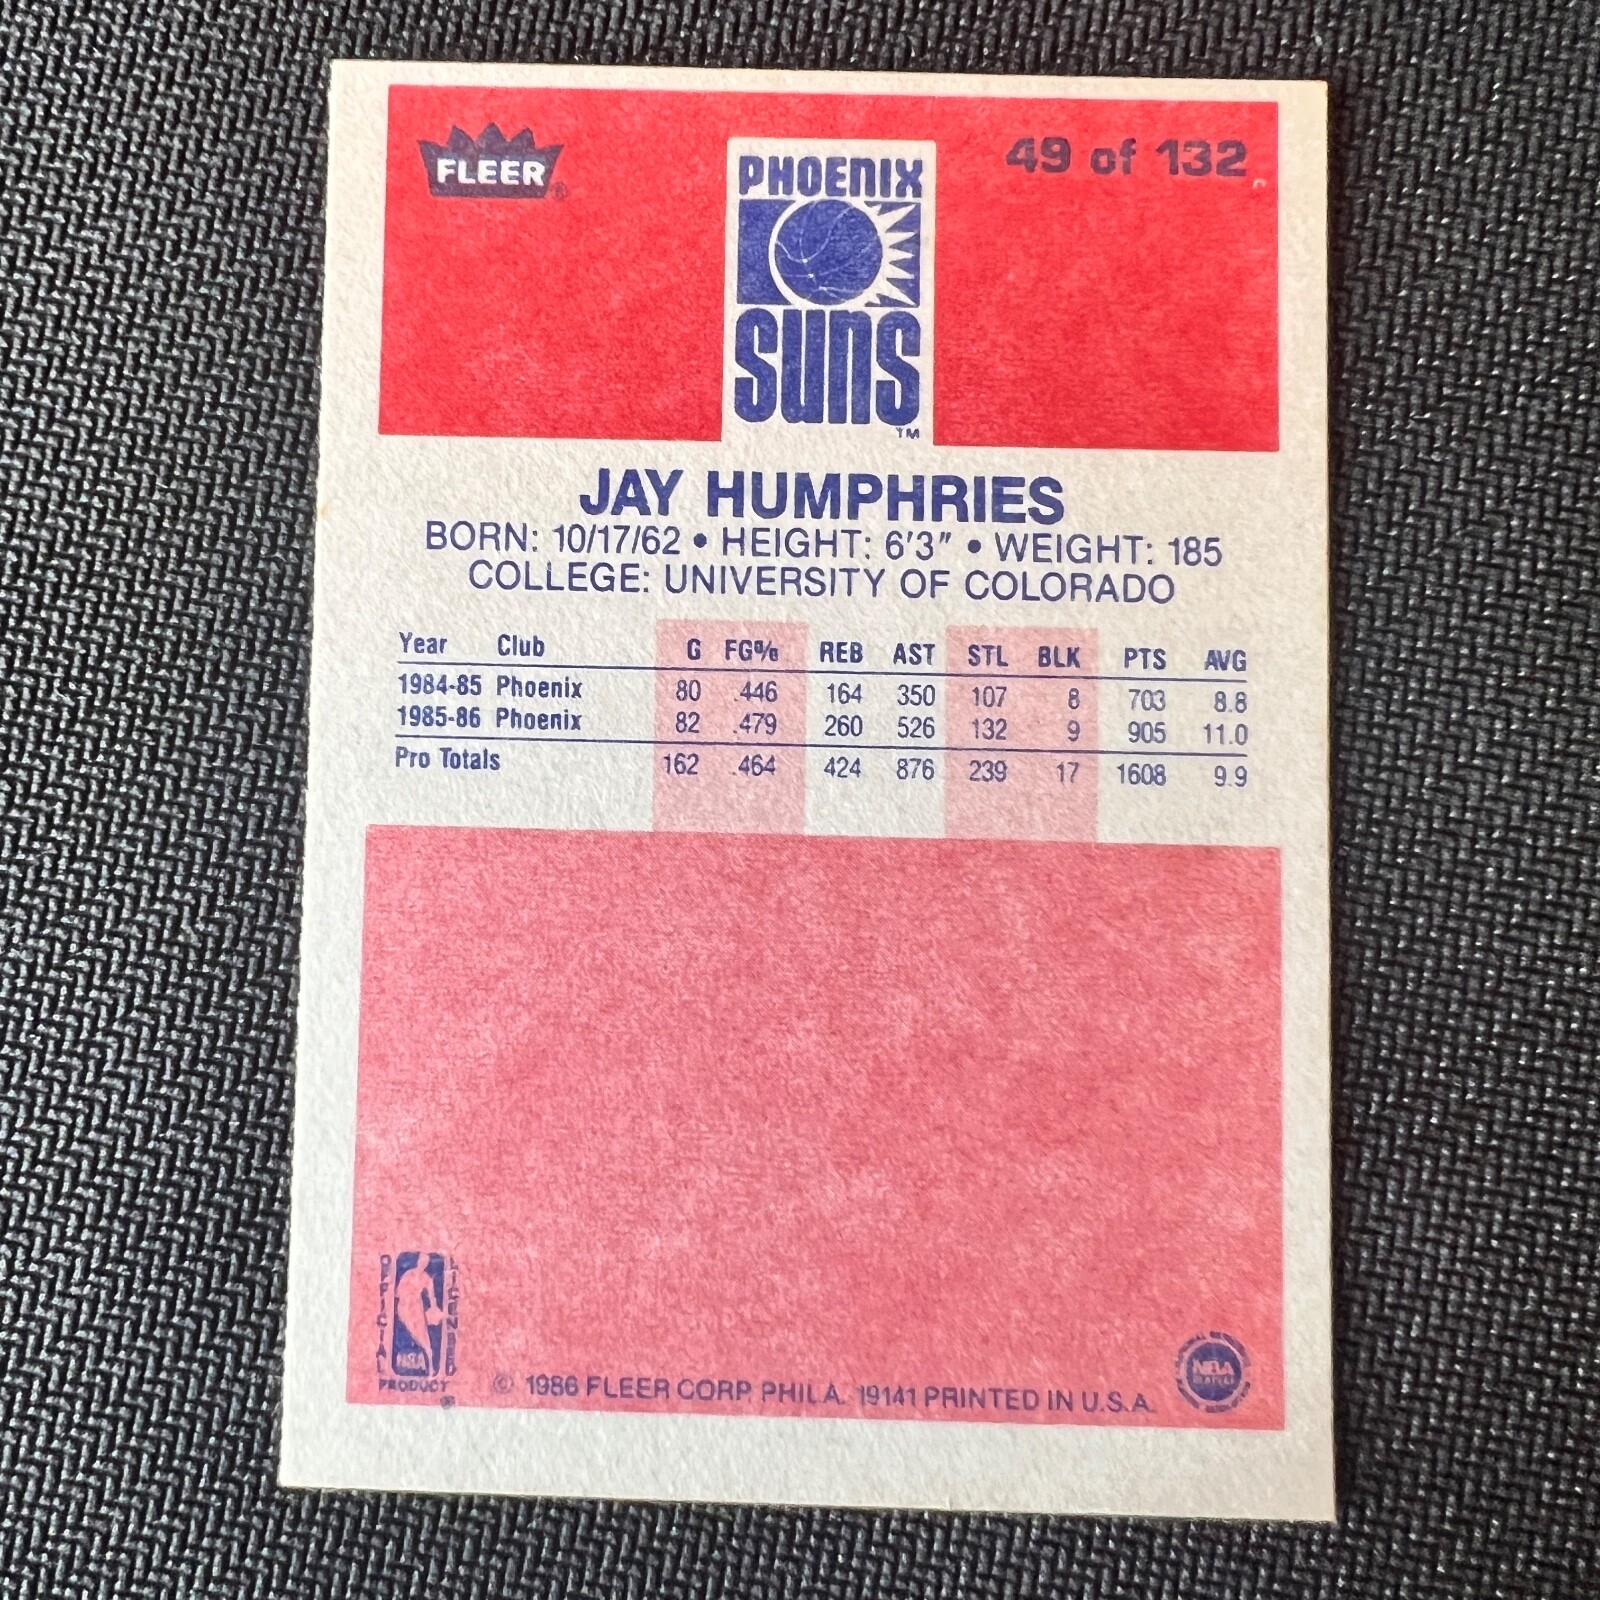 FLEER®
49 of 132
PHOENIX
SUNS
TM
JAY HUMPHRIES
BORN: 10/17/62 • HEIGHT: 6'3" • WEIGHT: 185
COLLEGE: UNIVERSITY OF COLORADO
Year Club G FG% REB AST STL BLK PTS AVG
1984-85 Phoenix 80 .446 164 350 107 8 703 8.8
1985-86 Phoenix 82 .479 260 526 132 9 905 11.0
Pro Totals 162 .464 424 876 239 17 1608 9.9
OFFICIAL
NBA
LICENSED
PRODUCT
®
© 1986 FLEER CORP. PHILA. 19141 PRINTED IN U.S.A.
NBA